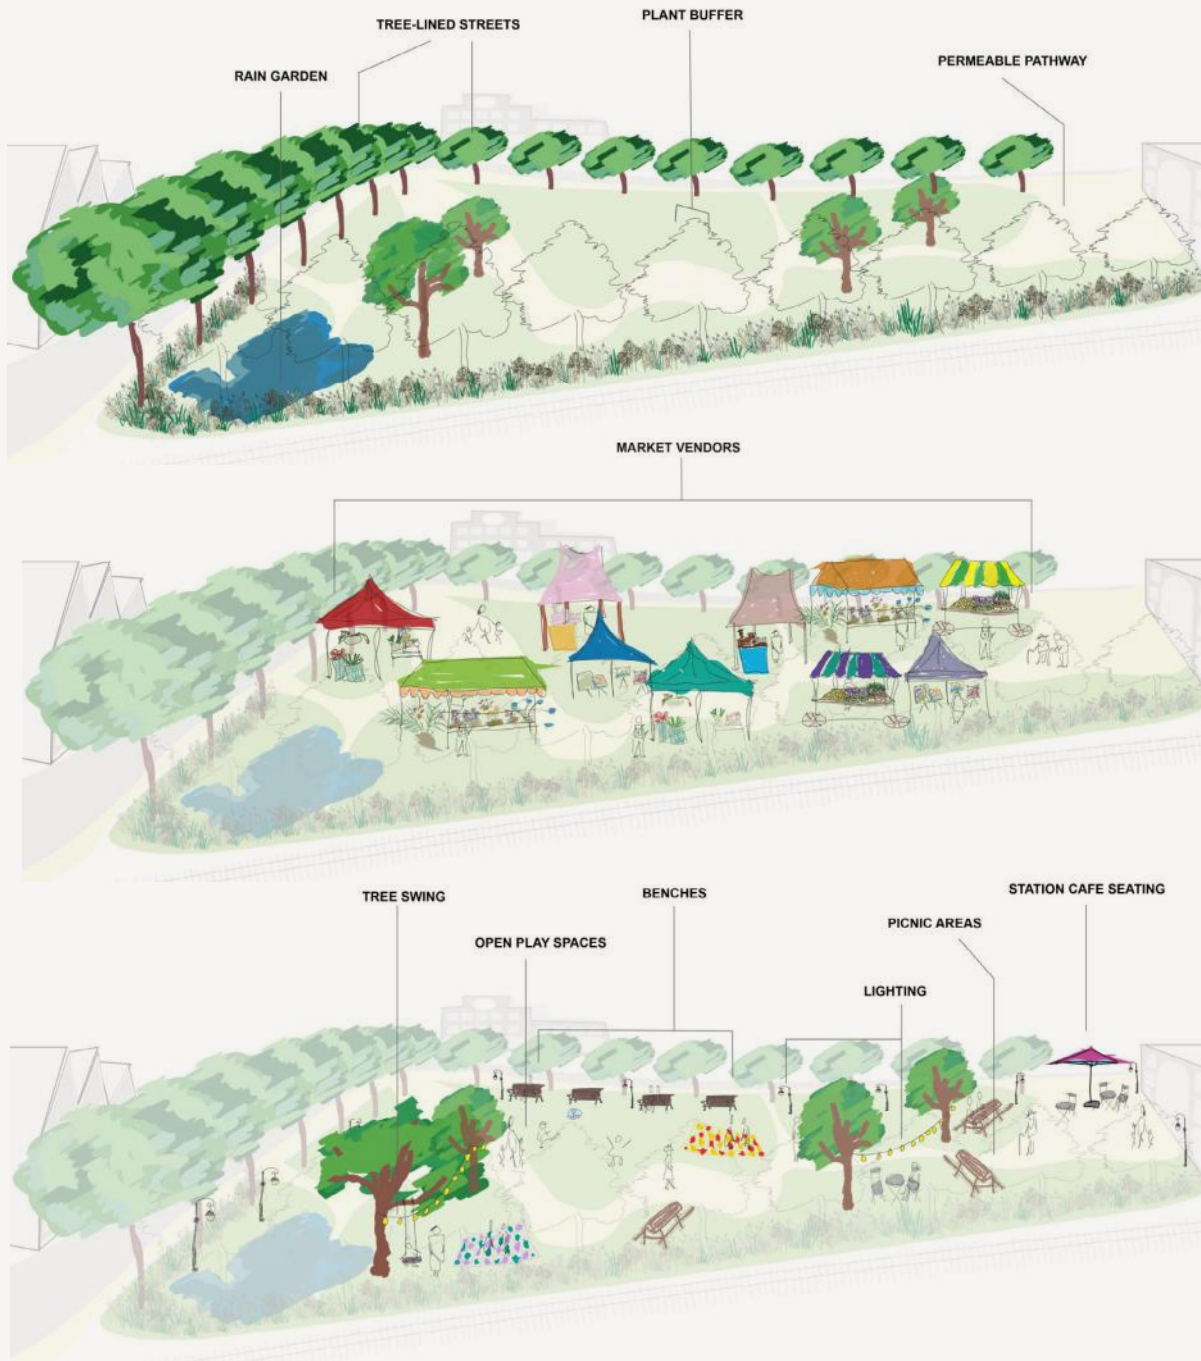 PLANT BUFFER
TREE-LINED STREETS
PERMEABLE PATHWAY
RAIN GARDEN
MARKET VENDORS
STATION CAFE SEATING
TREE SWING
BENCHES
PICNIC AREAS
OPEN PLAY SPACES
LIGHTING